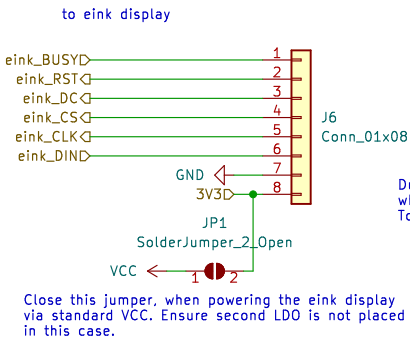 to eink display
eink_BUSY 1
eink_RST 2
eink_DC 3
eink_CS 4
eink_CLK 5
eink_DIN 6
GND 7
3V3 8
J6
Conn_01x08
JP1
SolderJumper_2_Open
VCC 1 2
Close this jumper, when powering the eink display
via standard VCC. Ensure second LDO is not placed
in this case.